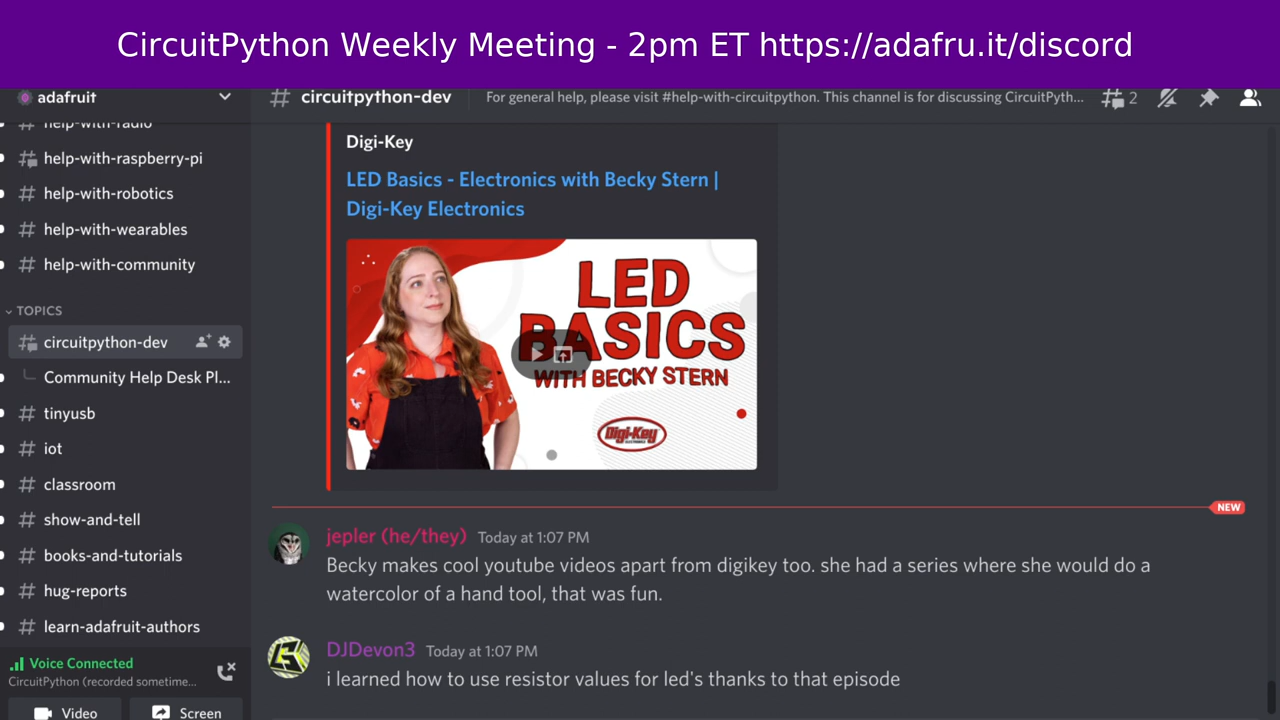 CircuitPython Weekly Meeting - 2pm ET https://adafru.it/discord
adafruit
# circuitpython-dev
For general help, please visit #help-with-circuitpython. This channel is for discussing CircuitPyth...
2
help-with-radio
help-with-raspberry-pi
help-with-robotics
help-with-wearables
help-with-community
TOPICS
circuitpython-dev
Community Help Desk Pl...
tinyusb
iot
classroom
show-and-tell
books-and-tutorials
hug-reports
learn-adafruit-authors
Voice Connected
CircuitPython (recorded sometime...
Video
Screen
Digi-Key
LED Basics - Electronics with Becky Stern |
Digi-Key Electronics
LED
BASICS
WITH BECKY STERN
Digi-Key
ELECTRONICS
NEW
jepler (he/they) Today at 1:07 PM
Becky makes cool youtube videos apart from digikey too. she had a series where she would do a
watercolor of a hand tool, that was fun.
DJDevon3 Today at 1:07 PM
i learned how to use resistor values for led's thanks to that episode